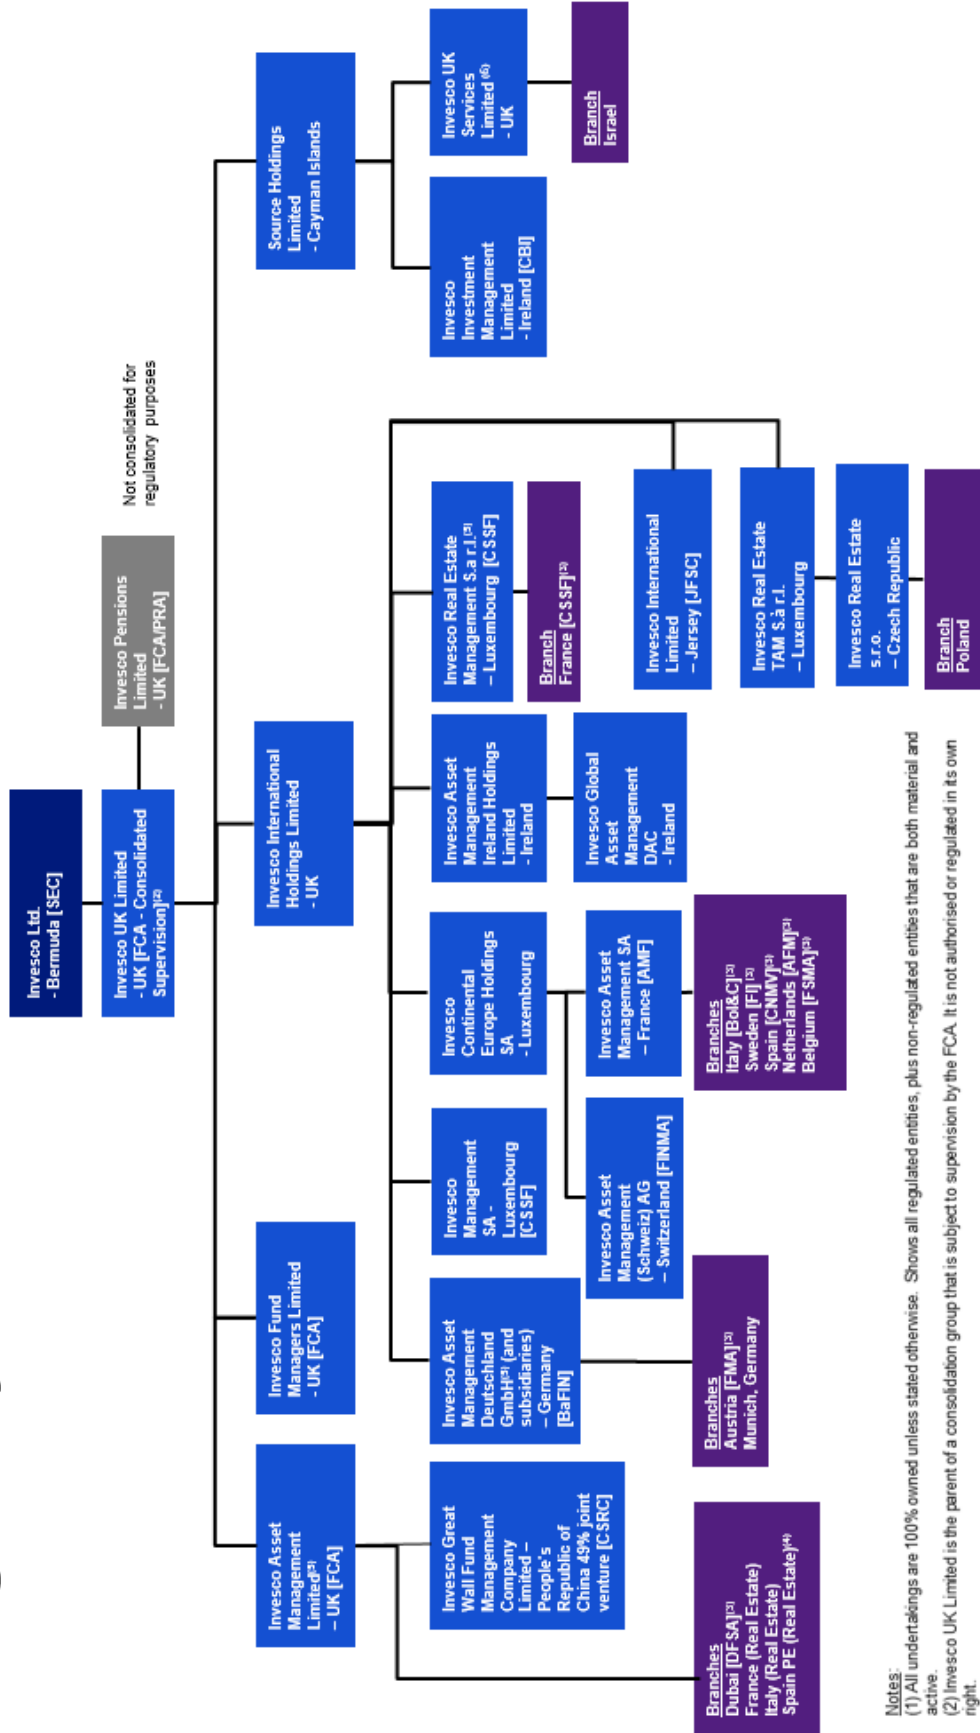 Invesco Ltd.
- Bermuda [SEC]
Invesco UK Limited
- UK [FCA - Consolidated
Supervision](2)
Invesco Pensions
Limited
- UK [FCA/PRA]
Not consolidated for
regulatory purposes
Invesco Asset
Management
Limited(5)
– UK [FCA]
Invesco Fund
Managers Limited
- UK [FCA]
Invesco International
Holdings Limited
- UK
Source Holdings
Limited
- Cayman Islands
Invesco Great
Wall Fund
Management
Company
Limited –
People's
Republic of
China 49% joint
venture [CSRC]
Invesco Asset
Management
Deutschland
GmbH(3) (and
subsidiaries)
– Germany
[BaFIN]
Invesco
Management
SA -
Luxembourg
[CSSF]
Invesco
Continental
Europe Holdings
SA
- Luxembourg
Invesco Asset
Management
Ireland Holdings
Limited
- Ireland
Invesco Real Estate
Management S.a r.l.(3)
– Luxembourg [CSSF]
Invesco
Investment
Management
Limited
- Ireland [CBI]
Invesco UK
Services
Limited (6)
- UK
Branch
France [CSSF](3)
Branch
Israel
Invesco Asset
Management
(Schweiz) AG
– Switzerland [FINMA]
Invesco Asset
Management SA
– France [AMF]
Invesco Global
Asset
Management
DAC
- Ireland
Invesco International
Limited
– Jersey [JFSC]
Branches
Dubai [DFSA](3)
France (Real Estate)
Italy (Real Estate)
Spain PE (Real Estate)(4)
Branches
Austria [FMA](3)
Munich, Germany
Branches
Italy [BoI&C](3)
Sweden [FI] (3)
Spain [CNMV](3)
Netherlands [AFM](3)
Belgium [FSMA](3)
Invesco Real Estate
TAM S.à r.l.
– Luxembourg
Invesco Real Estate
s.r.o.
– Czech Republic
Branch
Poland
Notes:
(1) All undertakings are 100% owned unless stated otherwise. Shows all regulated entities, plus non-regulated entities that are both material and
active.
(2) Invesco UK Limited is the parent of a consolidation group that is subject to supervision by the FCA. It is not authorised or regulated in its own
right.